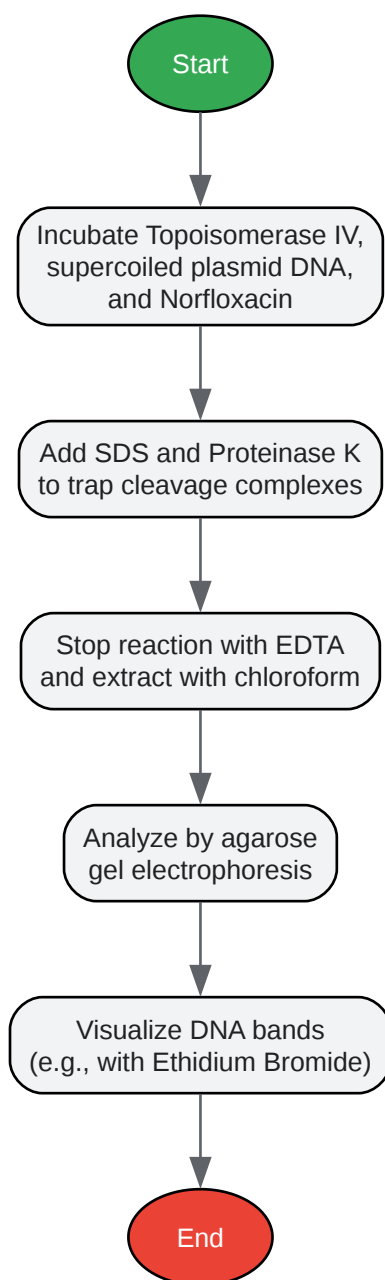 Start
Incubate Topoisomerase IV,
supercoiled plasmid DNA,
and Norfloxacin
Add SDS and Proteinase K
to trap cleavage complexes
Stop reaction with EDTA
and extract with chloroform
Analyze by agarose
gel electrophoresis
Visualize DNA bands
(e.g., with Ethidium Bromide)
End